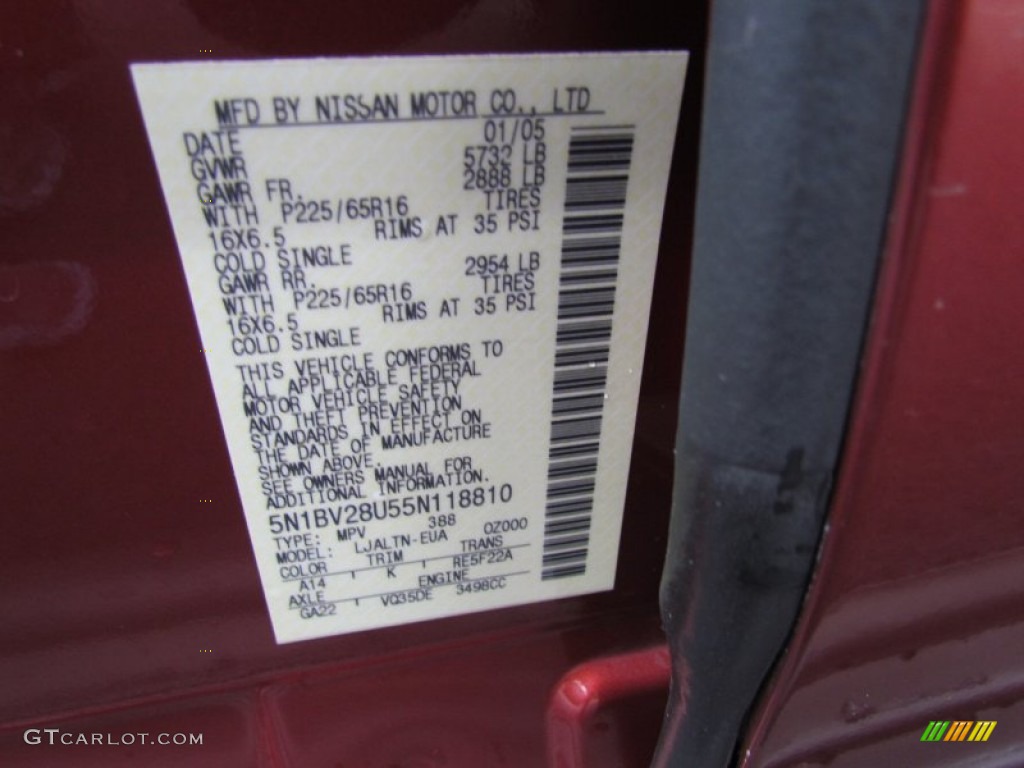 MFD BY NISSAN MOTOR CO., LTD
DATE 01/05
GVWR 5732 LB
GAWR FR. 2888 LB
WITH P225/65R16 TIRES
16X6.5 RIMS AT 35 PSI
COLD SINGLE
GAWR RR. 2954 LB
WITH P225/65R16 TIRES
16X6.5 RIMS AT 35 PSI
COLD SINGLE
THIS VEHICLE CONFORMS TO
ALL APPLICABLE FEDERAL
MOTOR VEHICLE SAFETY
AND THEFT PREVENTION
STANDARDS IN EFFECT ON
THE DATE OF MANUFACTURE
SHOWN ABOVE.
SEE OWNERS MANUAL FOR
ADDITIONAL INFORMATION.
5N1BV28U55N118810
TYPE: MPV 388
MODEL: LJALTN-EUA 0Z000
COLOR TRIM TRANS
A14 K RE5F22A
AXLE ENGINE
GA22 VQ35DE 3498CC
GTCARLOT.COM